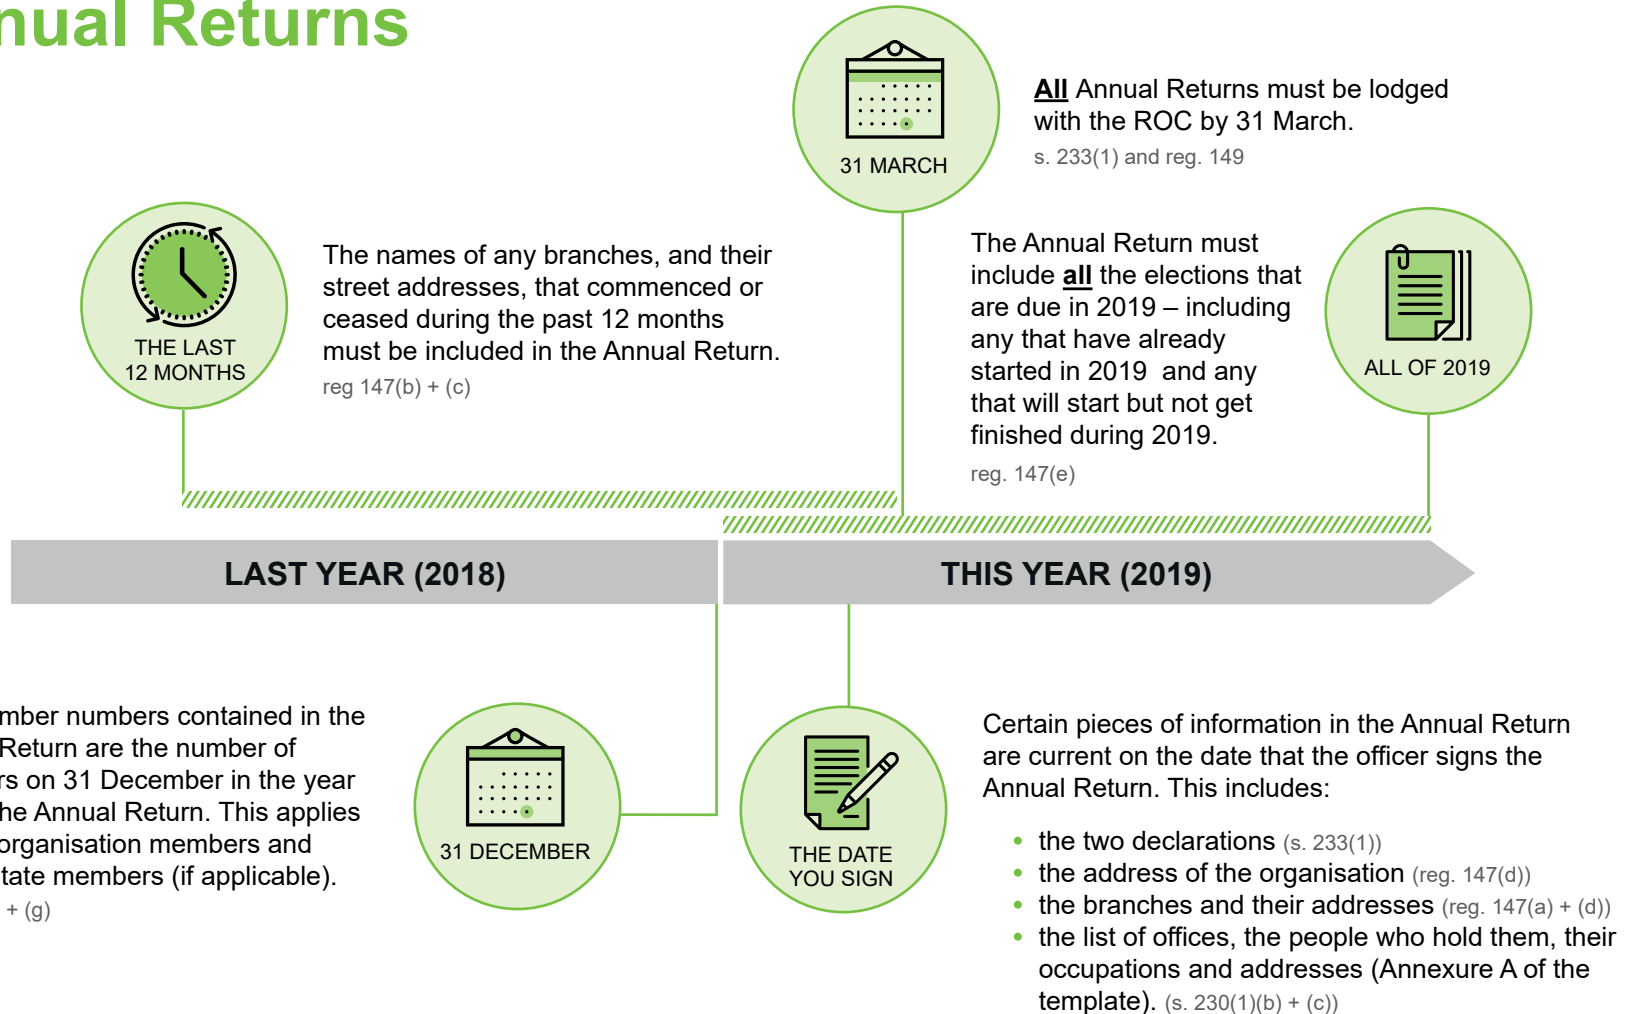 nual Returns
31 MARCH
All Annual Returns must be lodged
with the ROC by 31 March.
s. 233(1) and reg. 149
THE LAST
12 MONTHS
The names of any branches, and their
street addresses, that commenced or
ceased during the past 12 months
must be included in the Annual Return.
reg 147(b) + (c)
The Annual Return must
include all the elections that
are due in 2019 – including
any that have already
started in 2019 and any
that will start but not get
finished during 2019.
reg. 147(e)
ALL OF 2019
LAST YEAR (2018)
THIS YEAR (2019)
mber numbers contained in the
Return are the number of
rs on 31 December in the year
he Annual Return. This applies
organisation members and
tate members (if applicable).
+ (g)
31 DECEMBER
THE DATE
YOU SIGN
Certain pieces of information in the Annual Return
are current on the date that the officer signs the
Annual Return. This includes:
• the two declarations (s. 233(1))
• the address of the organisation (reg. 147(d))
• the branches and their addresses (reg. 147(a) + (d))
• the list of offices, the people who hold them, their
occupations and addresses (Annexure A of the
template). (s. 230(1)(b) + (c))